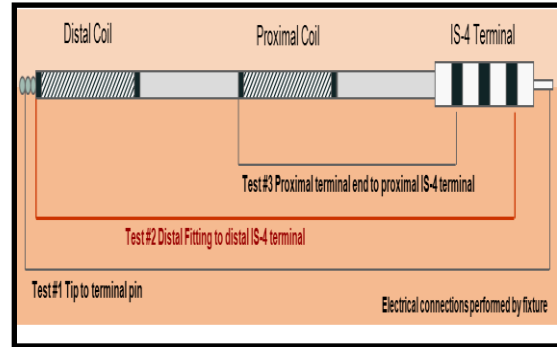 Distal Coil
Proximal Coil
IS-4 Terminal
Test #3 Proximal terminal end to proximal IS-4 terminal
Test #2 Distal Fitting to distal IS-4 terminal
Test #1 Tip to terminal pin
Electrical connections performed by fixture